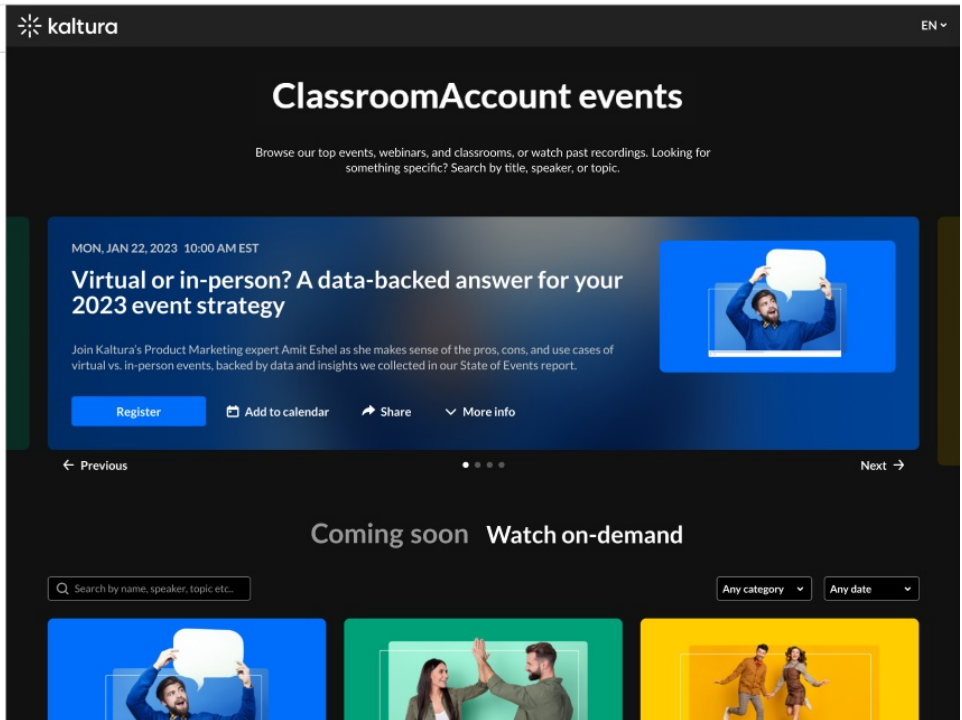 kaltura
EN
ClassroomAccount events
Browse our top events, webinars, and classrooms, or watch past recordings. Looking for
something specific? Search by title, speaker, or topic.
MON, JAN 22, 2023 10:00 AM EST
Virtual or in-person? A data-backed answer for your
2023 event strategy
Join Kaltura's Product Marketing expert Amit Eshel as she makes sense of the pros, cons, and use cases of
virtual vs. in-person events, backed by data and insights we collected in our State of Events report.
Register Add to calendar Share More info
Previous Next
Coming soon Watch on-demand
Search by name, speaker, topic etc.. Any category Any date